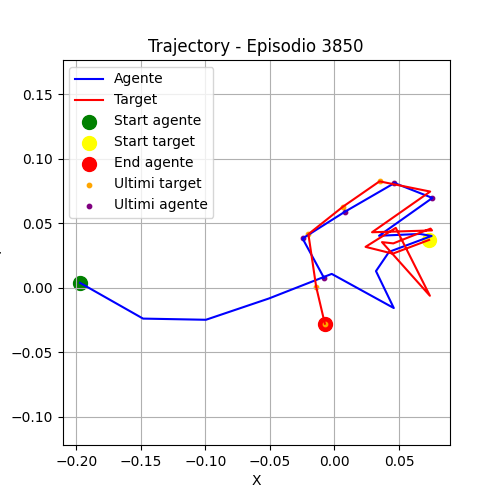 Trajectory - Episodio 3850
Agente
Target
Start agente
Start target
End agente
Ultimi target
Ultimi agente
0.15
0.10
0.05
0.00
−0.05
−0.10
−0.20
−0.15
−0.10
−0.05
0.00
0.05
X